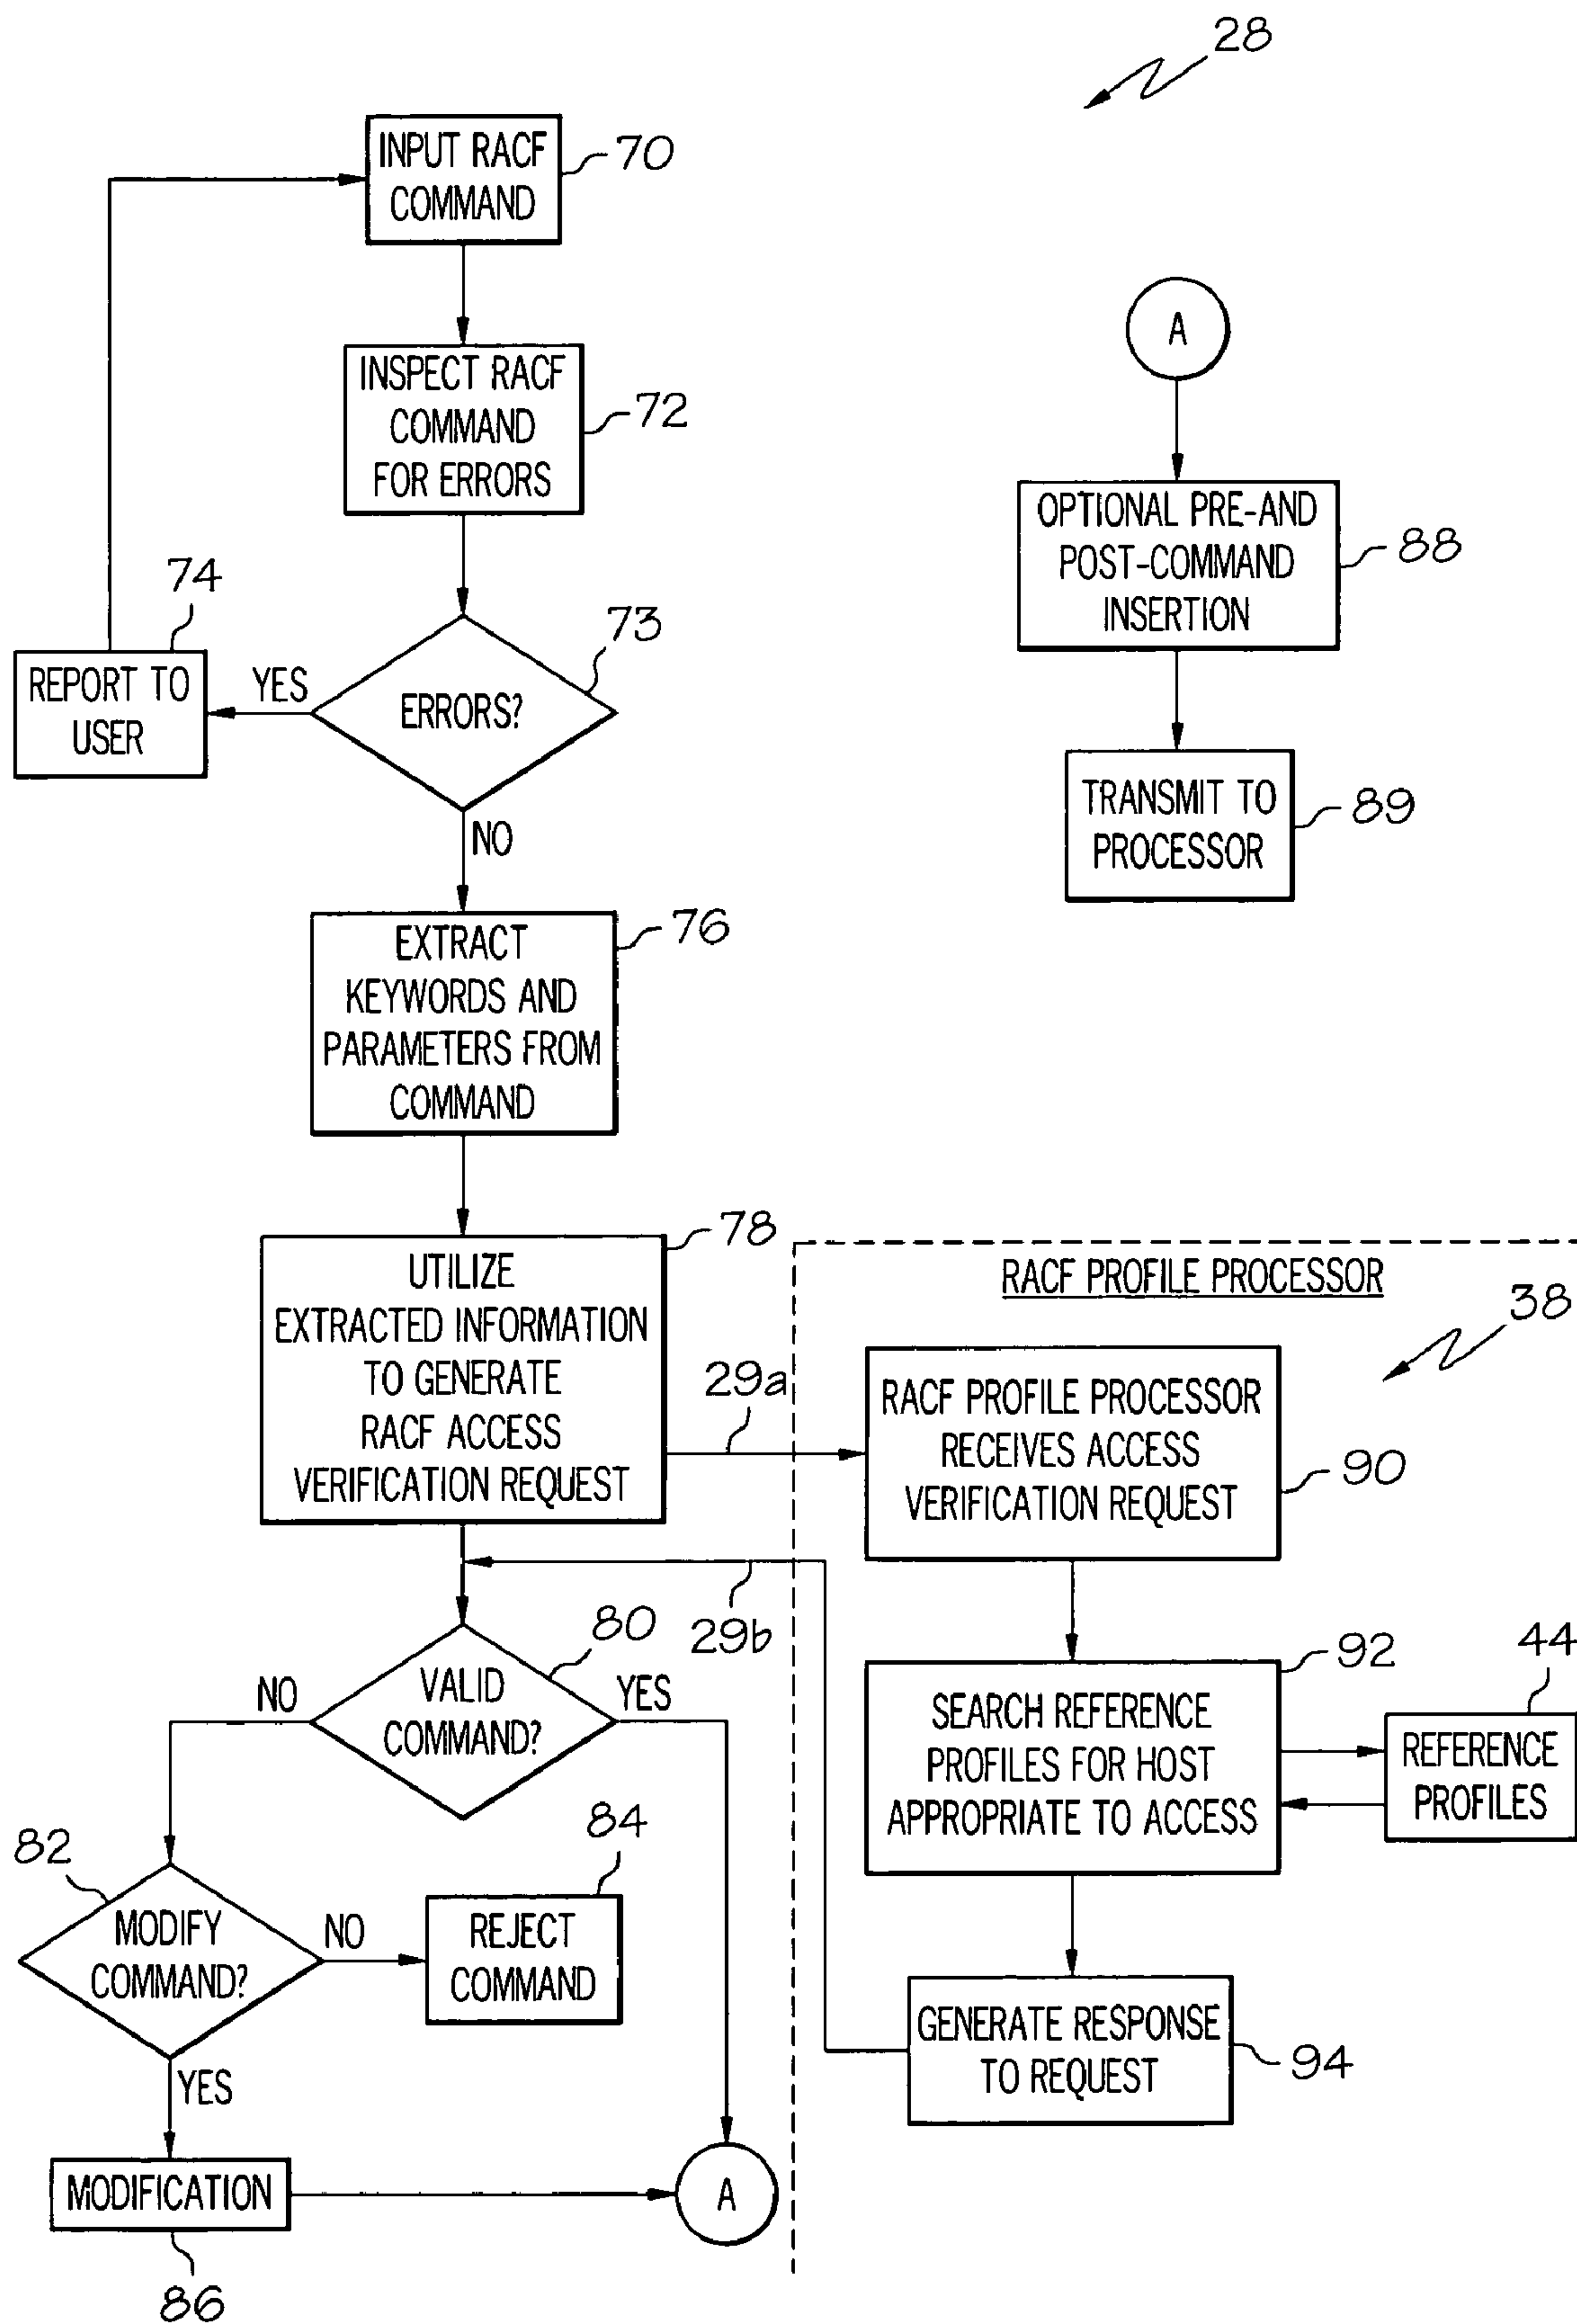 28
INPUT RACF
COMMAND
70
INSPECT RACF
COMMAND
FOR ERRORS
72
74
REPORT TO
USER
YES
ERRORS?
73
NO
EXTRACT
KEYWORDS AND
PARAMETERS FROM
COMMAND
76
UTILIZE
EXTRACTED INFORMATION
TO GENERATE
RACF ACCESS
VERIFICATION REQUEST
78
29a
29b
VALID
COMMAND?
80
NO
YES
82
MODIFY
COMMAND?
NO
84
REJECT
COMMAND
YES
MODIFICATION
86
A
A
OPTIONAL PRE-AND
POST-COMMAND
INSERTION
88
TRANSMIT TO
PROCESSOR
89
RACF PROFILE PROCESSOR
38
RACF PROFILE PROCESSOR
RECEIVES ACCESS
VERIFICATION REQUEST
90
92
SEARCH REFERENCE
PROFILES FOR HOST
APPROPRIATE TO ACCESS
44
REFERENCE
PROFILES
GENERATE RESPONSE
TO REQUEST
94